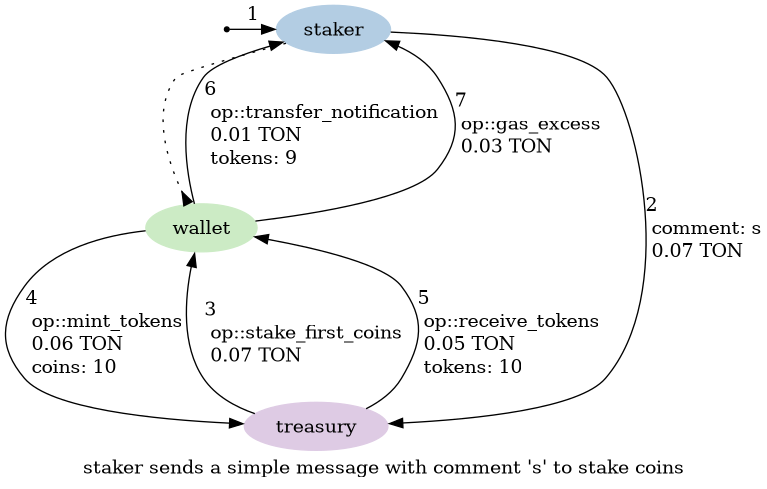 1
staker
6
op::transfer_notification
0.01 TON
tokens: 9
7
op::gas_excess
0.03 TON
2
comment: s
0.07 TON
wallet
4
op::mint_tokens
0.06 TON
coins: 10
3
op::stake_first_coins
0.07 TON
5
op::receive_tokens
0.05 TON
tokens: 10
treasury
staker sends a simple message with comment 's' to stake coins